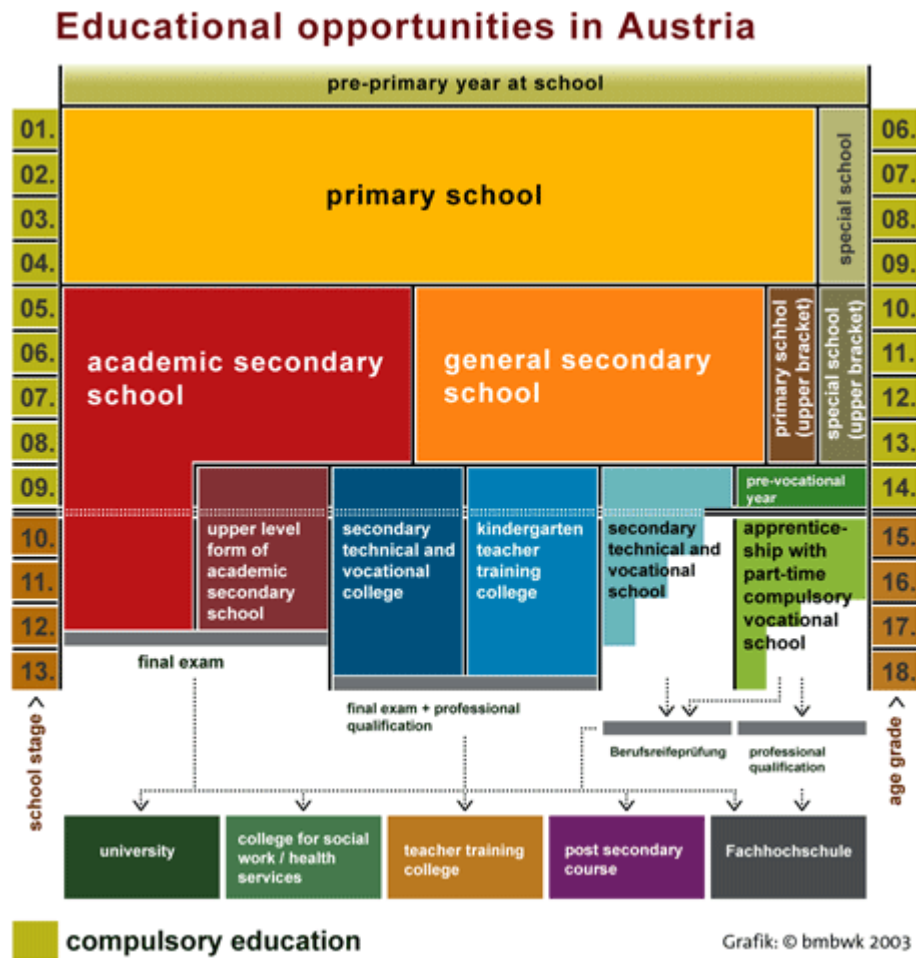 Educational opportunities in Austria
pre-primary year at school
01.
02.
03.
04.
05.
06.
07.
08.
09.
10.
11.
12.
13.
school stage >
primary school
special school
academic secondary
school
general secondary
school
primary schhol
(upper bracket)
special school
(upper bracket)
upper level
form of
academic
secondary
school
secondary
technical and
vocational
college
kindergarten
teacher
training
college
secondary
technical and
vocational
school
pre-vocational
year
apprentice-
ship with
part-time
compulsory
vocational
school
06.
07.
08.
09.
10.
11.
12.
13.
14.
15.
16.
17.
18.
age grade >
final exam
final exam + professional
qualification
Berufsreifeprüfung
professional
qualification
university
college for social
work / health
services
teacher training
college
post secondary
course
Fachhochschule
compulsory education
Grafik: © bmbwk 2003